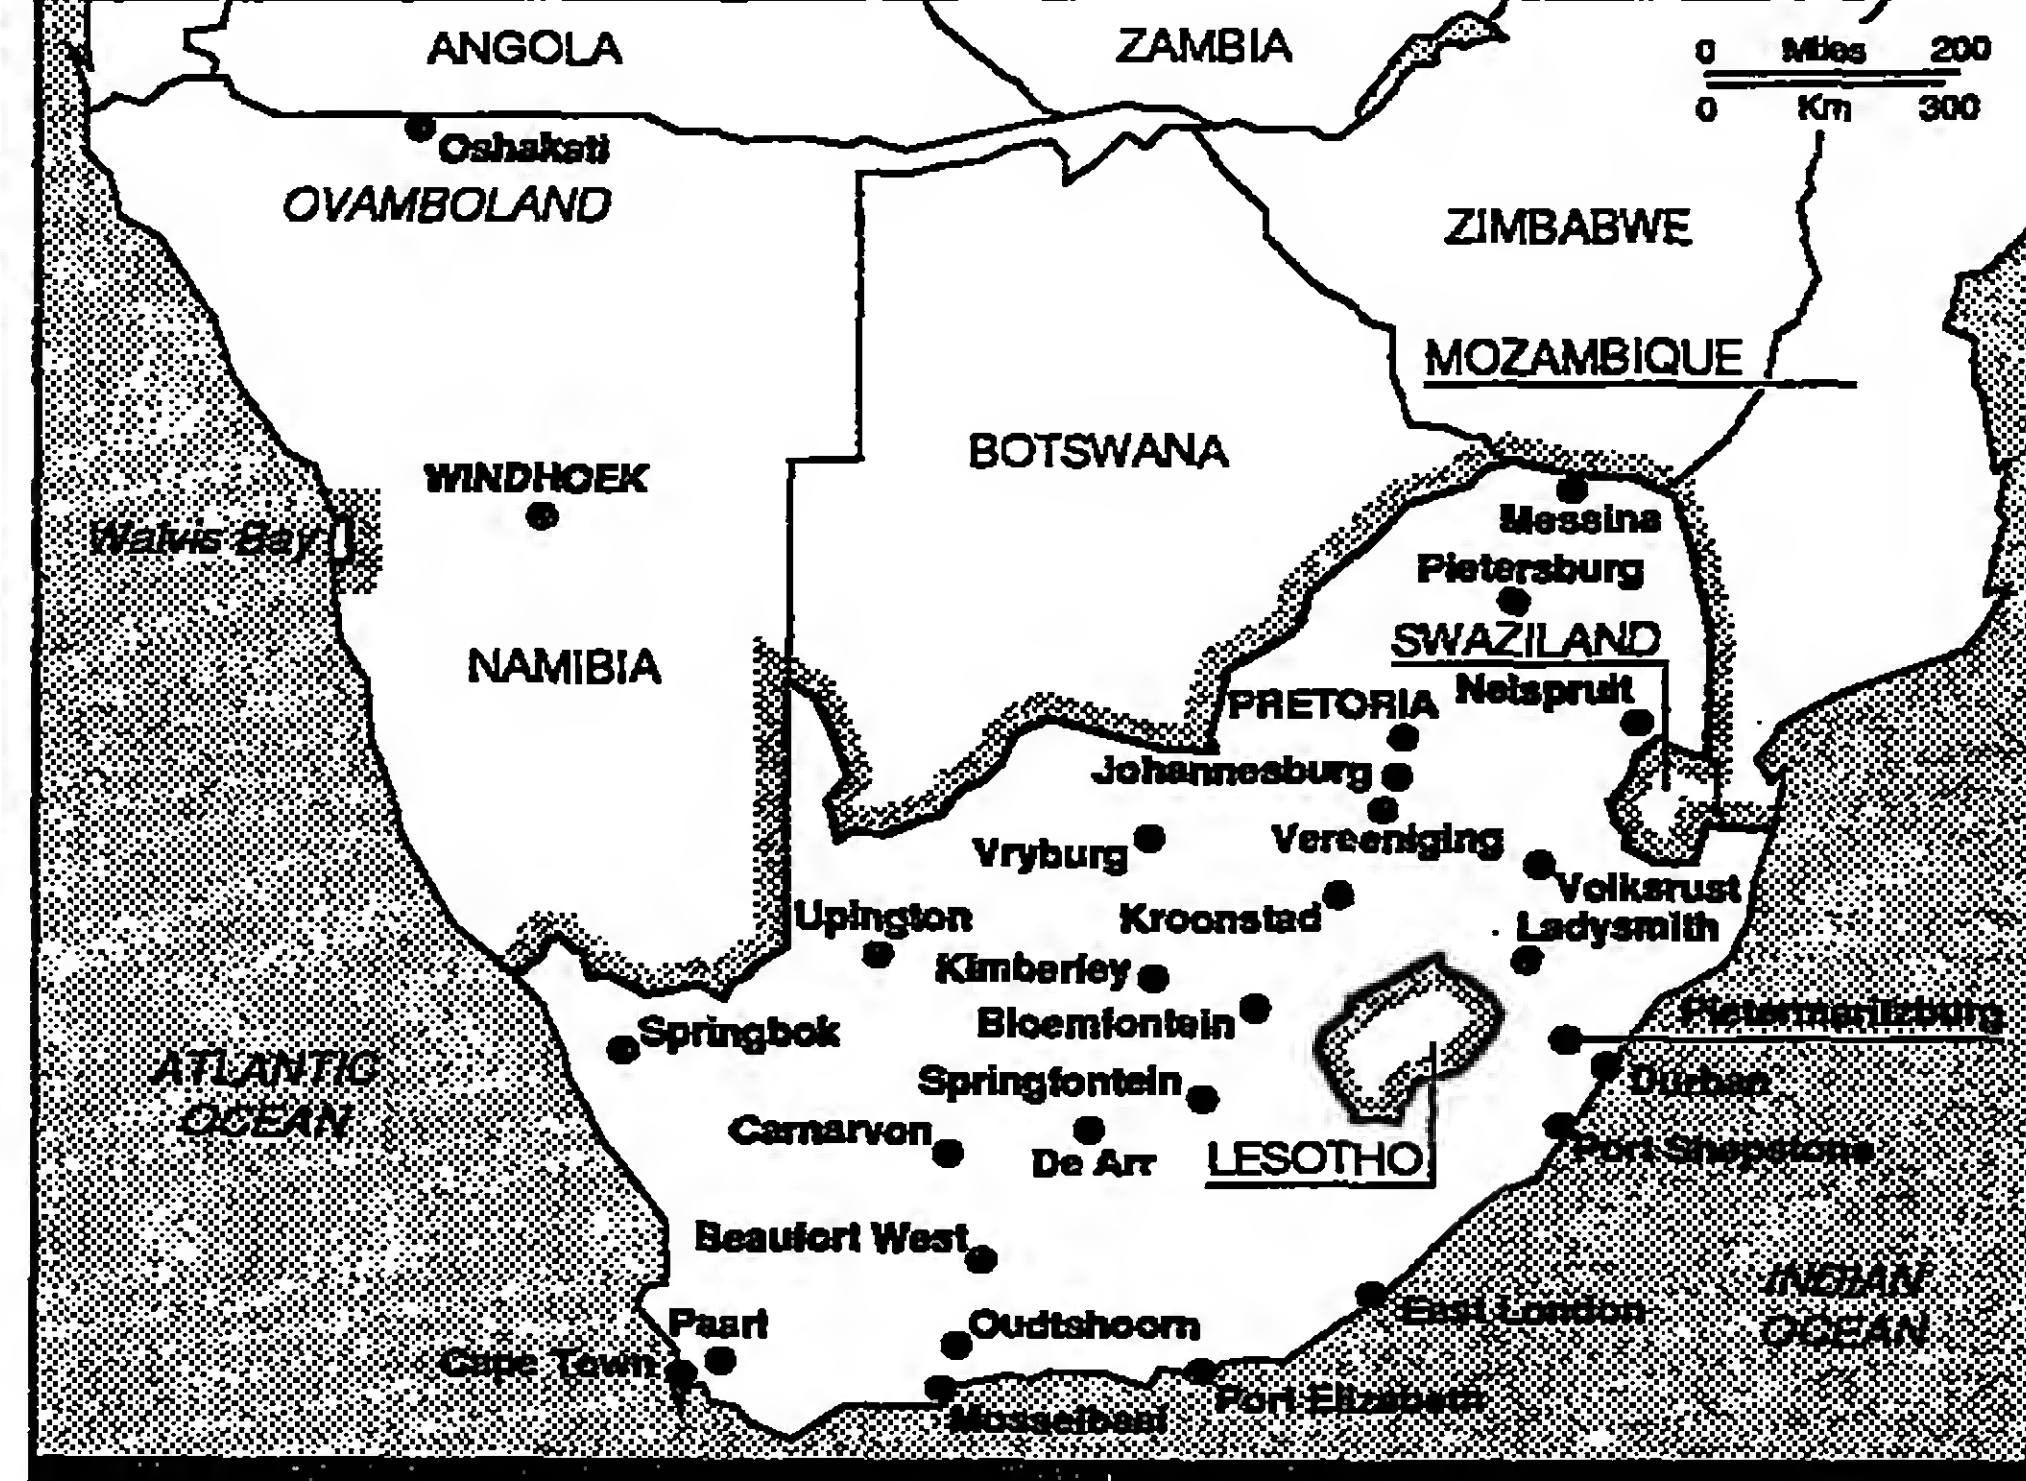 ANGOLA
ZAMBIA
0 Miles 200
0 Km 300
Oshakati
OVAMBOLAND
ZIMBABWE
MOZAMBIQUE
BOTSWANA
WINDHOEK
Walvis Bay
Messina
Pietersburg
SWAZILAND
NAMIBIA
Nelspruit
PRETORIA
Johannesburg
Vereeniging
Vryburg
Volksrust
Upington
Kroonstad
Ladysmith
Kimberley
Pietermaritzburg
Bloemfontein
Springbok
ATLANTIC
OCEAN
Springfontein
Durban
Carnarvon
De Arr
LESOTHO
Port Shepstone
Beaufort West
INDIAN
OCEAN
East London
Paarl
Oudtshoorn
Cape Town
Port Elizabeth
Mosselbaai